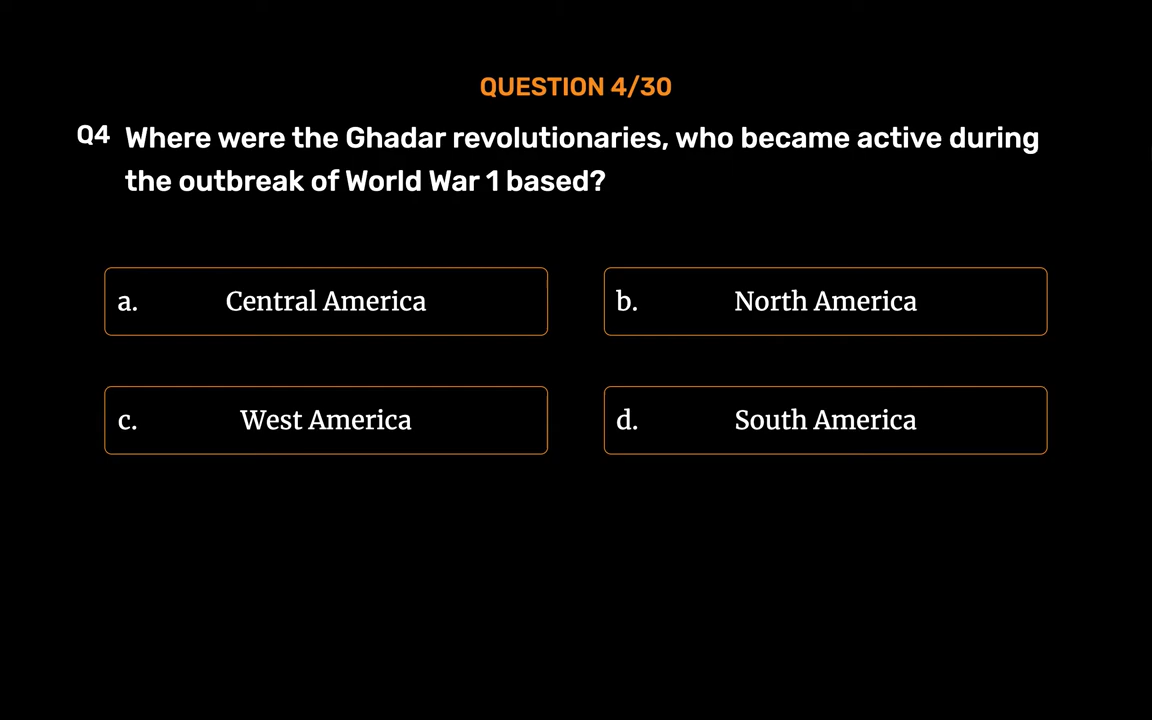 QUESTION 4/30
Q4 Where were the Ghadar revolutionaries, who became active during
the outbreak of World War 1 based?
a. Central America
b. North America
c. West America
d. South America